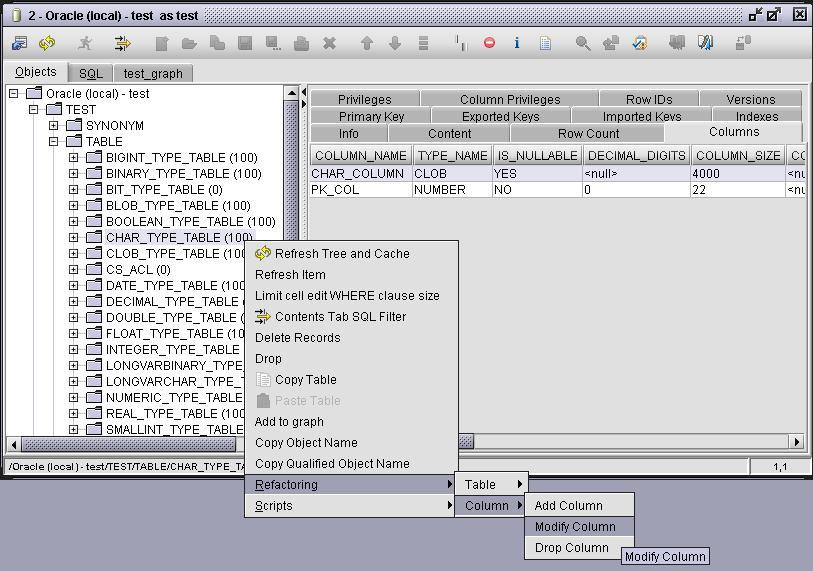 2 - Oracle (local) - test as test
Objects SQL test_graph
Oracle (local) - test
TEST
SYNONYM
TABLE
BIGINT_TYPE_TABLE (100)
BINARY_TYPE_TABLE (100)
BIT_TYPE_TABLE (0)
BLOB_TYPE_TABLE (100)
BOOLEAN_TYPE_TABLE (100)
CHAR_TYPE_TABLE (100)
CLOB_TYPE_TABLE (100)
CS_ACL (0)
DATE_TYPE_TABLE (100
DECIMAL_TYPE_TABLE
DOUBLE_TYPE_TABLE (
FLOAT_TYPE_TABLE (10
INTEGER_TYPE_TABLE
LONGVARBINARY_TYPE_
LONGVARCHAR_TYPE_T
NUMERIC_TYPE_TABLE
REAL_TYPE_TABLE (100
SMALLINT_TYPE_TABLE
Privileges Column Privileges Row IDs Versions
Primary Key Exported Keys Imported Keys Indexes
Info Content Row Count Columns
COLUMN_NAME TYPE_NAME IS_NULLABLE DECIMAL_DIGITS COLUMN_SIZE CO
CHAR_COLUMN CLOB YES <null> 4000 <nu
PK_COL NUMBER NO 0 22 <nu
Refresh Tree and Cache
Refresh Item
Limit cell edit WHERE clause size
Contents Tab SQL Filter
Delete Records
Drop
Copy Table
Paste Table
Add to graph
Copy Object Name
Copy Qualified Object Name
Refactoring
Scripts
Table
Column
Add Column
Modify Column
Drop Column
Modify Column
/Oracle (local) - test/TEST/TABLE/CHAR_TYPE_TA
1,1